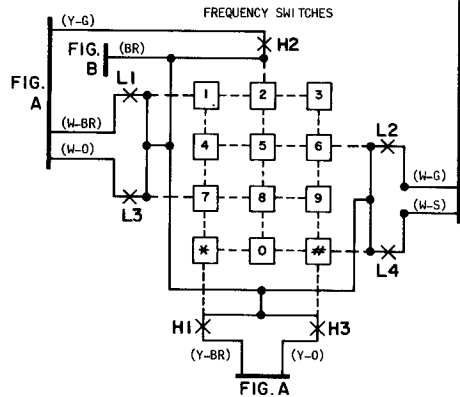 FREQUENCY SWITCHES
(Y-G)
H2
FIG. B
(BR)
FIG. A
L1
1 2 3
(W-BR)
4 5 6
L2
(W-O)
(W-G)
L3
7 8 9
(W-S)
* 0 #
L4
H1
H3
(Y-BR)
(Y-O)
FIG. A